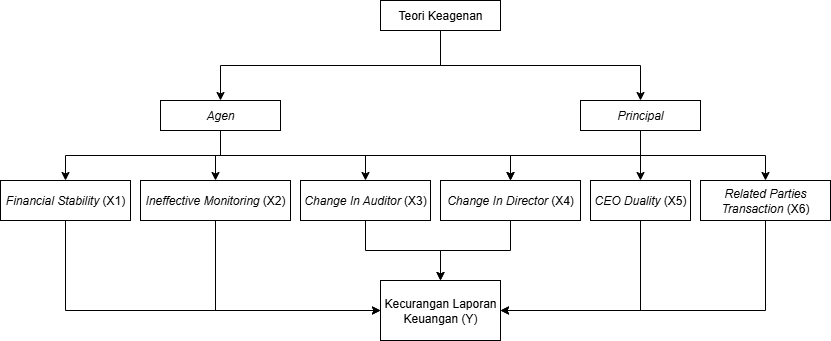 Teori Keagenan
Agen
Principal
Financial Stability (X1)
Ineffective Monitoring (X2)
Change In Auditor (X3)
Change In Director (X4)
CEO Duality (X5)
Related Parties
Transaction (X6)
Kecurangan Laporan
Keuangan (Y)